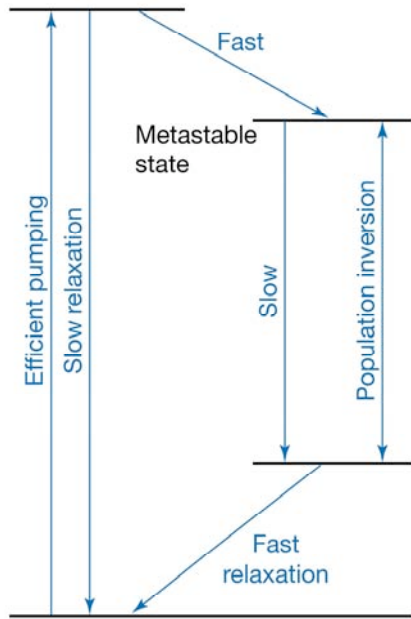 Fast
Metastable
state
Efficient pumping
Slow relaxation
Slow
Population inversion
Fast
relaxation